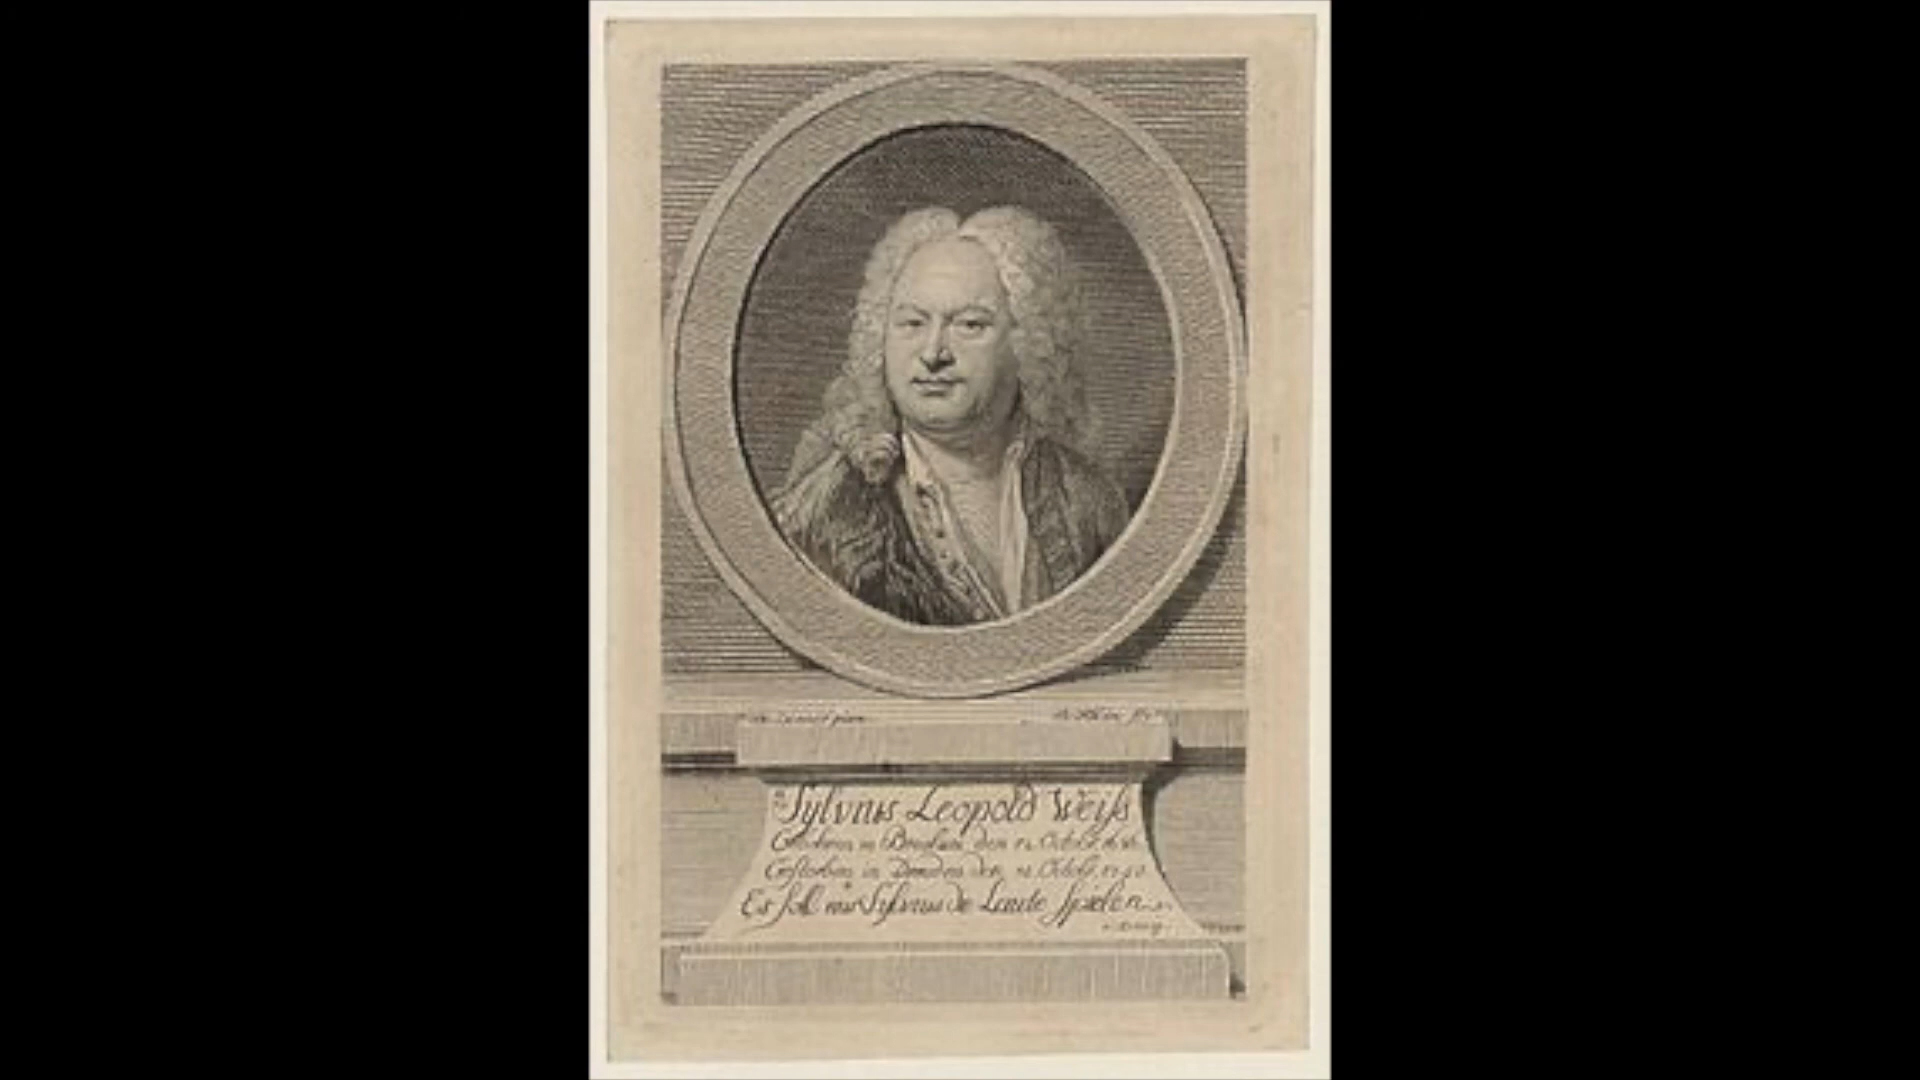 Sylvius Leopold Weiß
Gebohren in Breslau den 12. Octobr. 1686.
Gestorben in Dresden den 16. Octobr. 1750.
Es soll nur Sylvius die Laute spielen